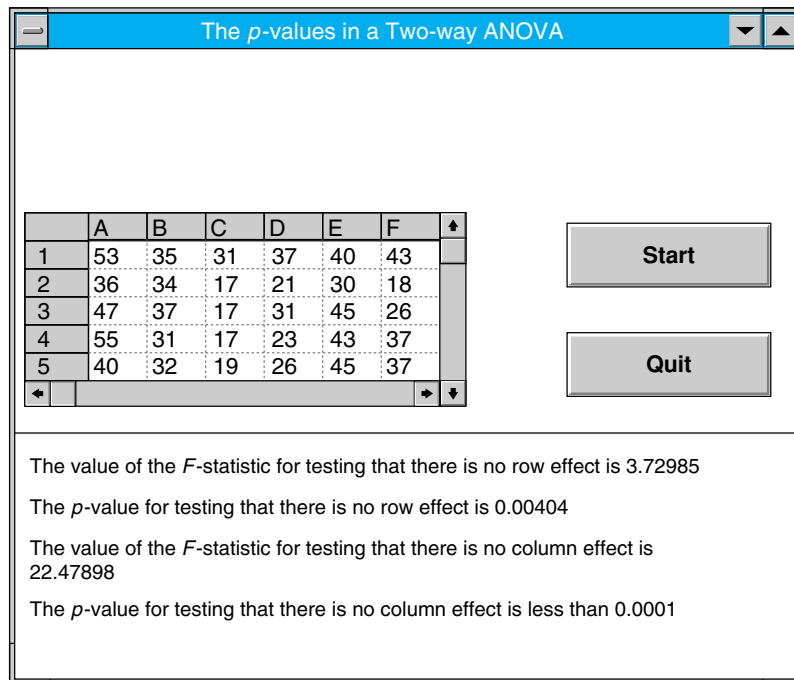 The p-values in a Two-way ANOVA
A B C D E F
1 53 35 31 37 40 43
2 36 34 17 21 30 18
3 47 37 17 31 45 26
4 55 31 17 23 43 37
5 40 32 19 26 45 37
Start
Quit
The value of the F-statistic for testing that there is no row effect is 3.72985
The p-value for testing that there is no row effect is 0.00404
The value of the F-statistic for testing that there is no column effect is
22.47898
The p-value for testing that there is no column effect is less than 0.0001